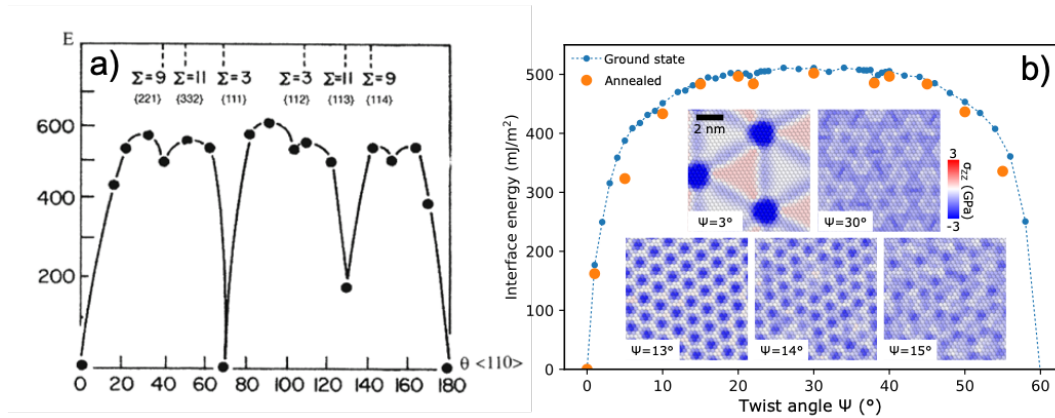 E
a)
Σ=9 Σ=11 Σ=3 Σ=3 Σ=11 Σ=9
{221} {332} {111} {112} {113} {114}
600
400
200
θ <110>
0 20 40 60 80 100 120 140 160 180
b)
Ground state
Annealed
Interface energy (mJ/m²)
500
400
300
200
100
0
2 nm
Ψ=3°
Ψ=30°
3
σzz (GPa)
-3
Ψ=13°
Ψ=14°
Ψ=15°
0 10 20 30 40 50 60
Twist angle Ψ (°)